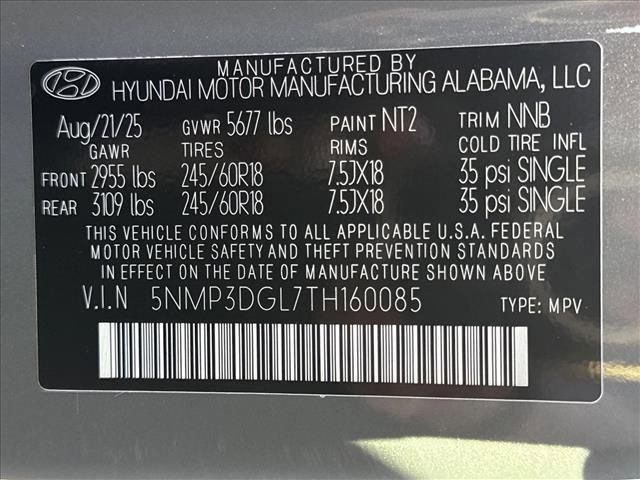 MANUFACTURED BY
HYUNDAI MOTOR MANUFACTURING ALABAMA, LLC
Aug/21/25 GVWR 5677 lbs PAINT NT2 TRIM NNB
GAWR TIRES RIMS COLD TIRE INFL
FRONT 2955 lbs 245/60R18 7.5JX18 35 psi SINGLE
REAR 3109 lbs 245/60R18 7.5JX18 35 psi SINGLE
THIS VEHICLE CONFORMS TO ALL APPLICABLE U.S.A. FEDERAL
MOTOR VEHICLE SAFETY AND THEFT PREVENTION STANDARDS
IN EFFECT ON THE DATE OF MANUFACTURE SHOWN ABOVE.
V.I.N 5NMP3DGL7TH160085 TYPE: MPV